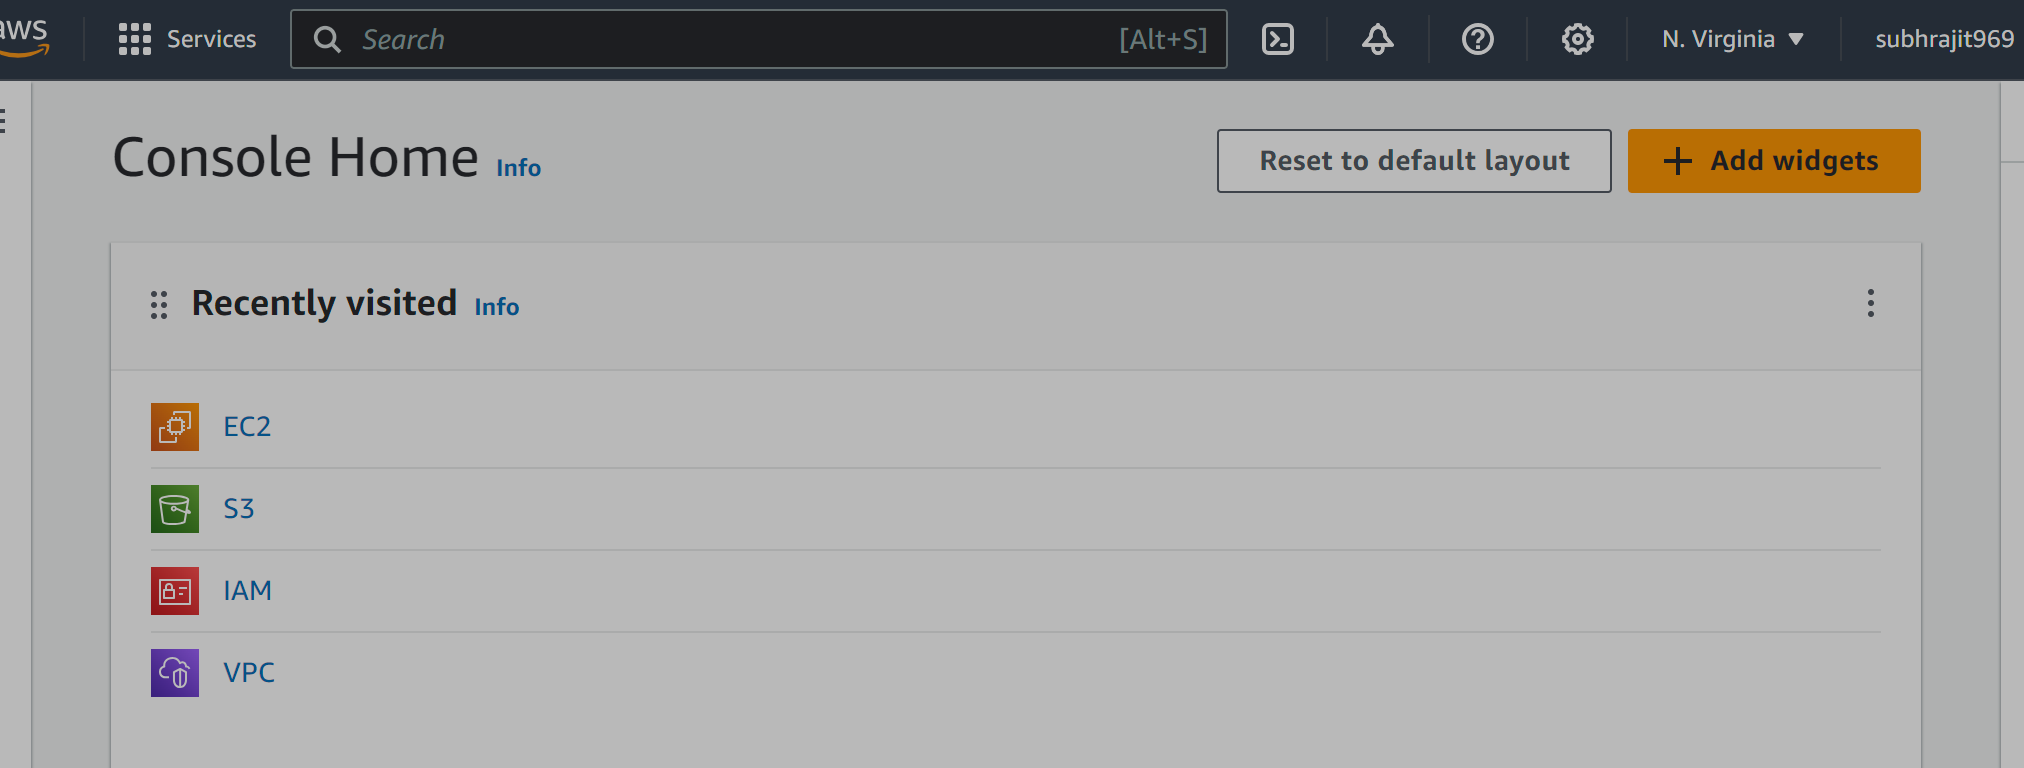 aws
Services
Search [Alt+S]
N. Virginia
subhrajit969
Console Home Info
Reset to default layout
Add widgets
Recently visited Info
EC2
S3
IAM
VPC